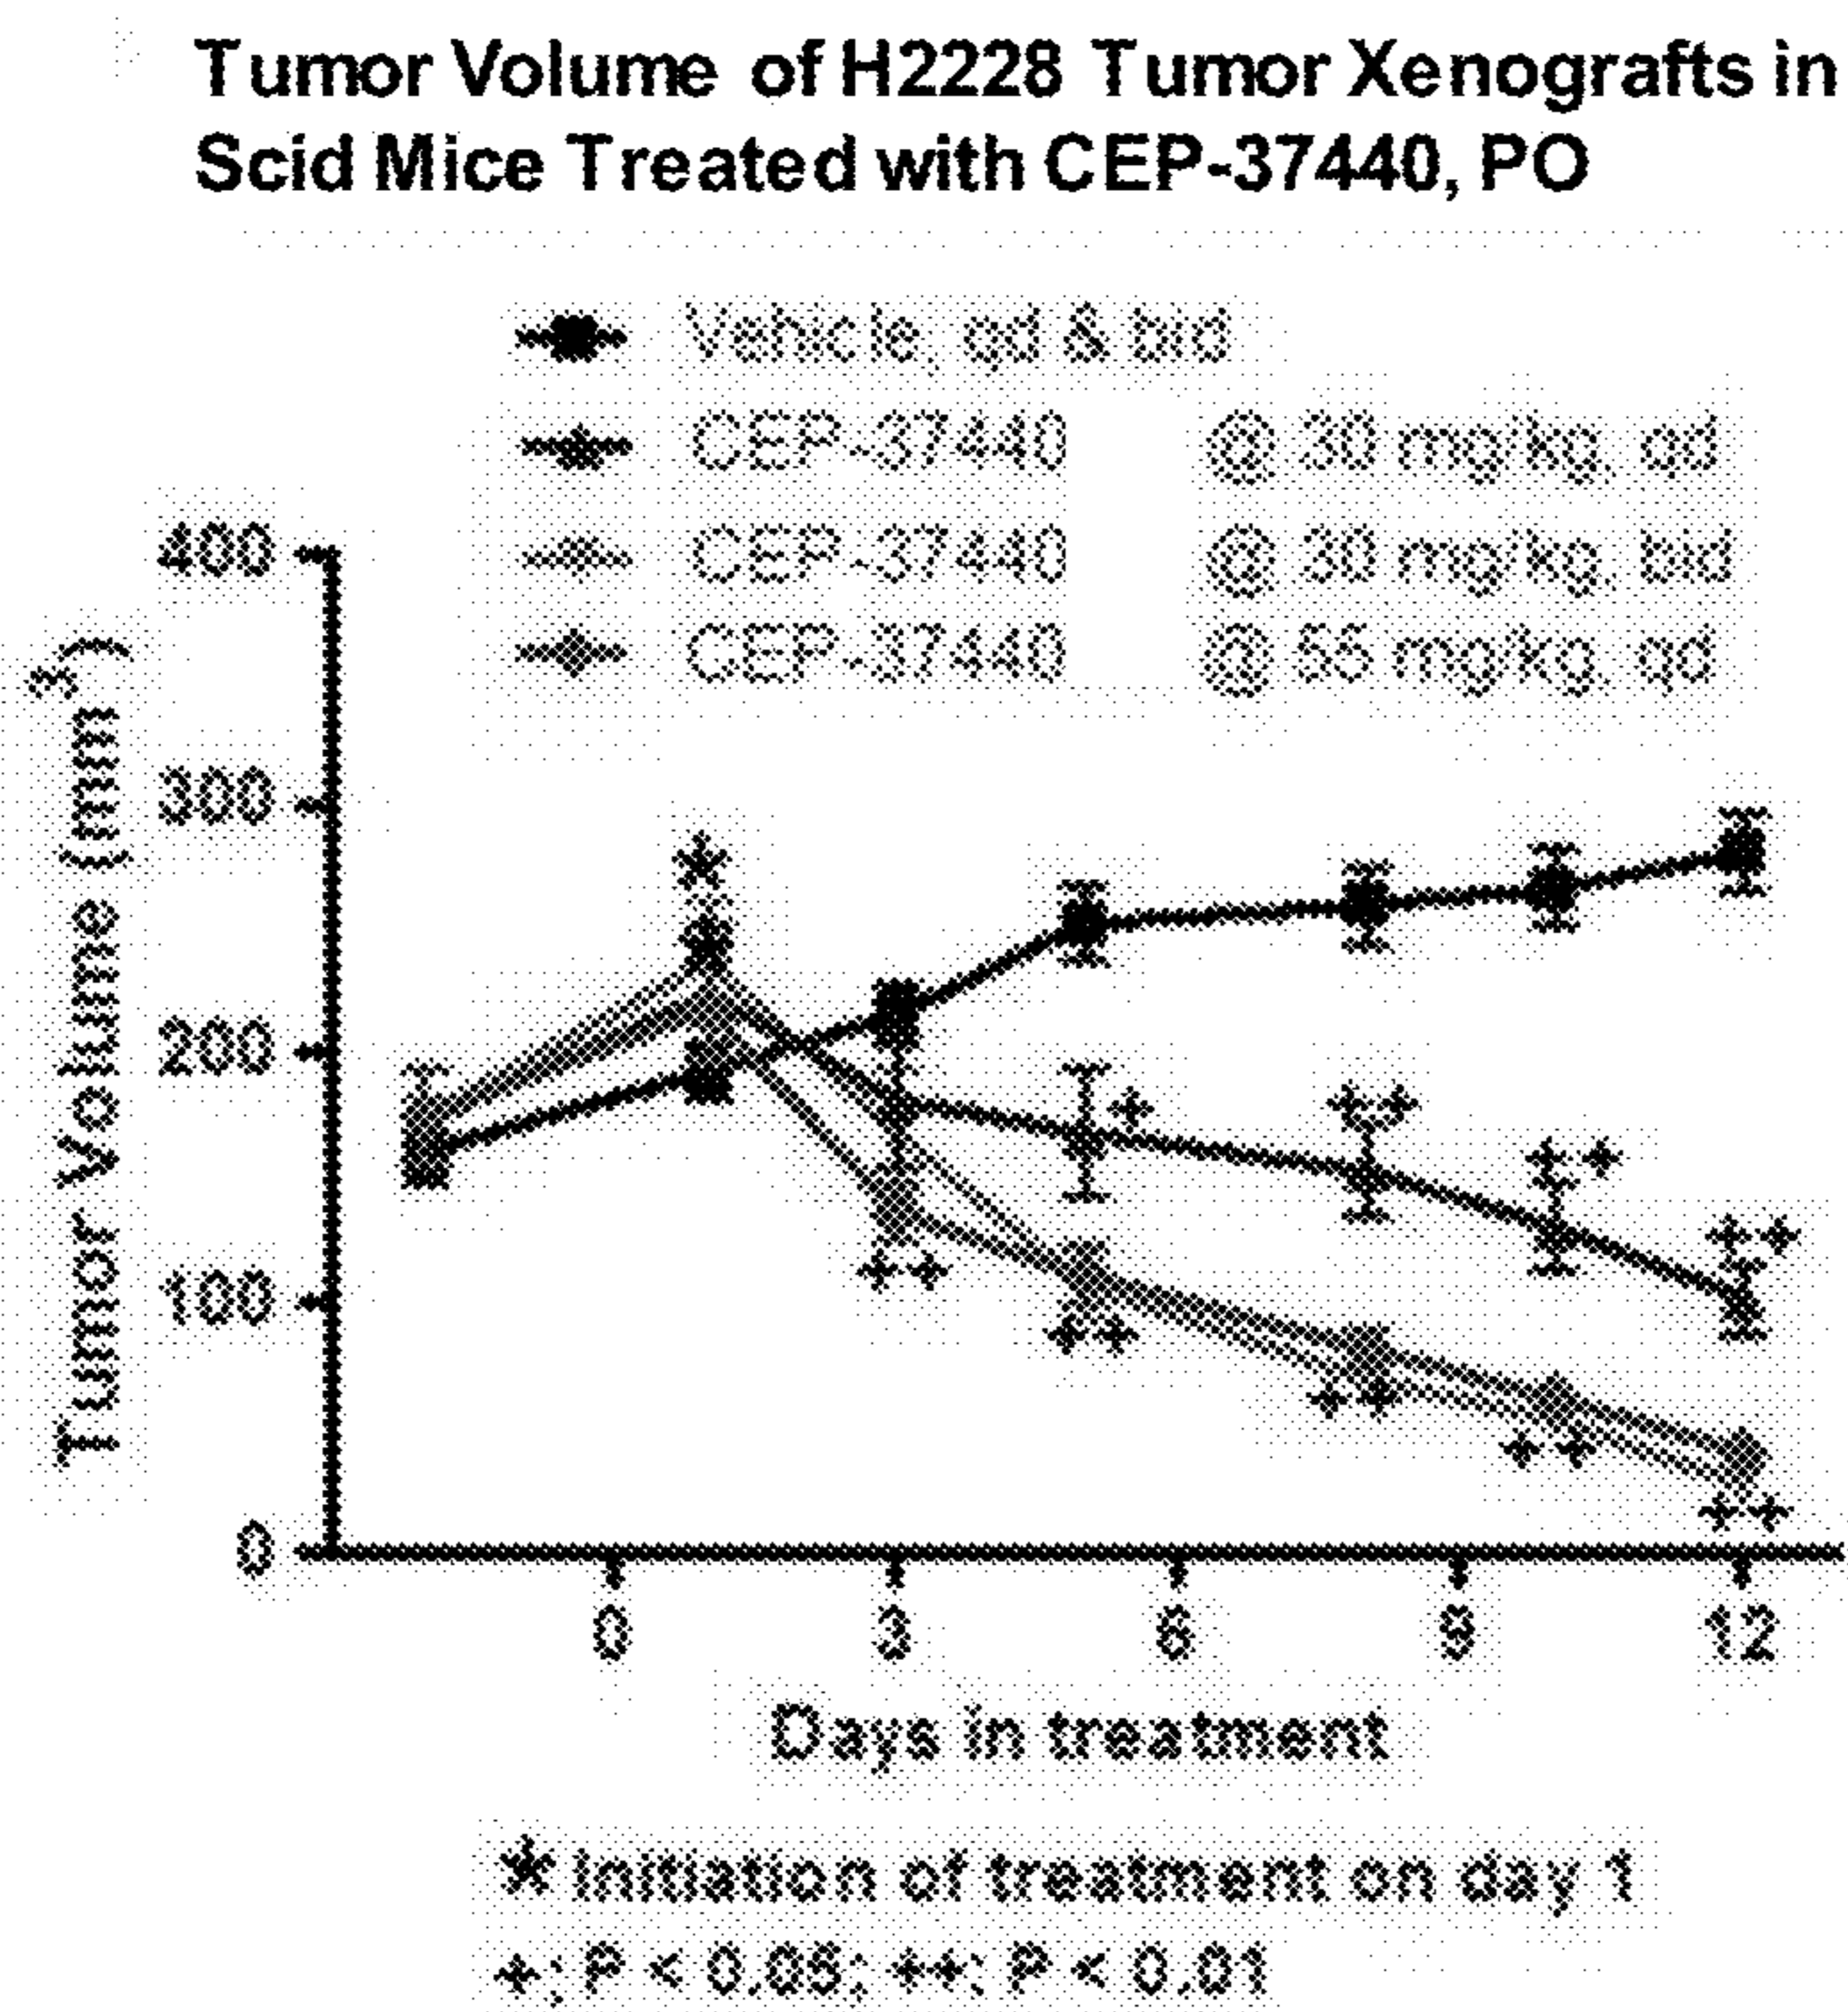 Tumor Volume of H2228 Tumor Xenografts in
Scid Mice Treated with CEP-37440, PO
Vehicle, qd & bid
CEP-37440 @ 30 mg/kg, qd
CEP-37440 @ 30 mg/kg, bid
CEP-37440 @ 55 mg/kg, qd
Tumor Volume (mm3)
400
300
200
100
0
*
+
++
++
++
++
++
++
++
++
0 3 6 9 12
Days in treatment
* Initiation of treatment on day 1
+: P < 0.05; ++: P < 0.01